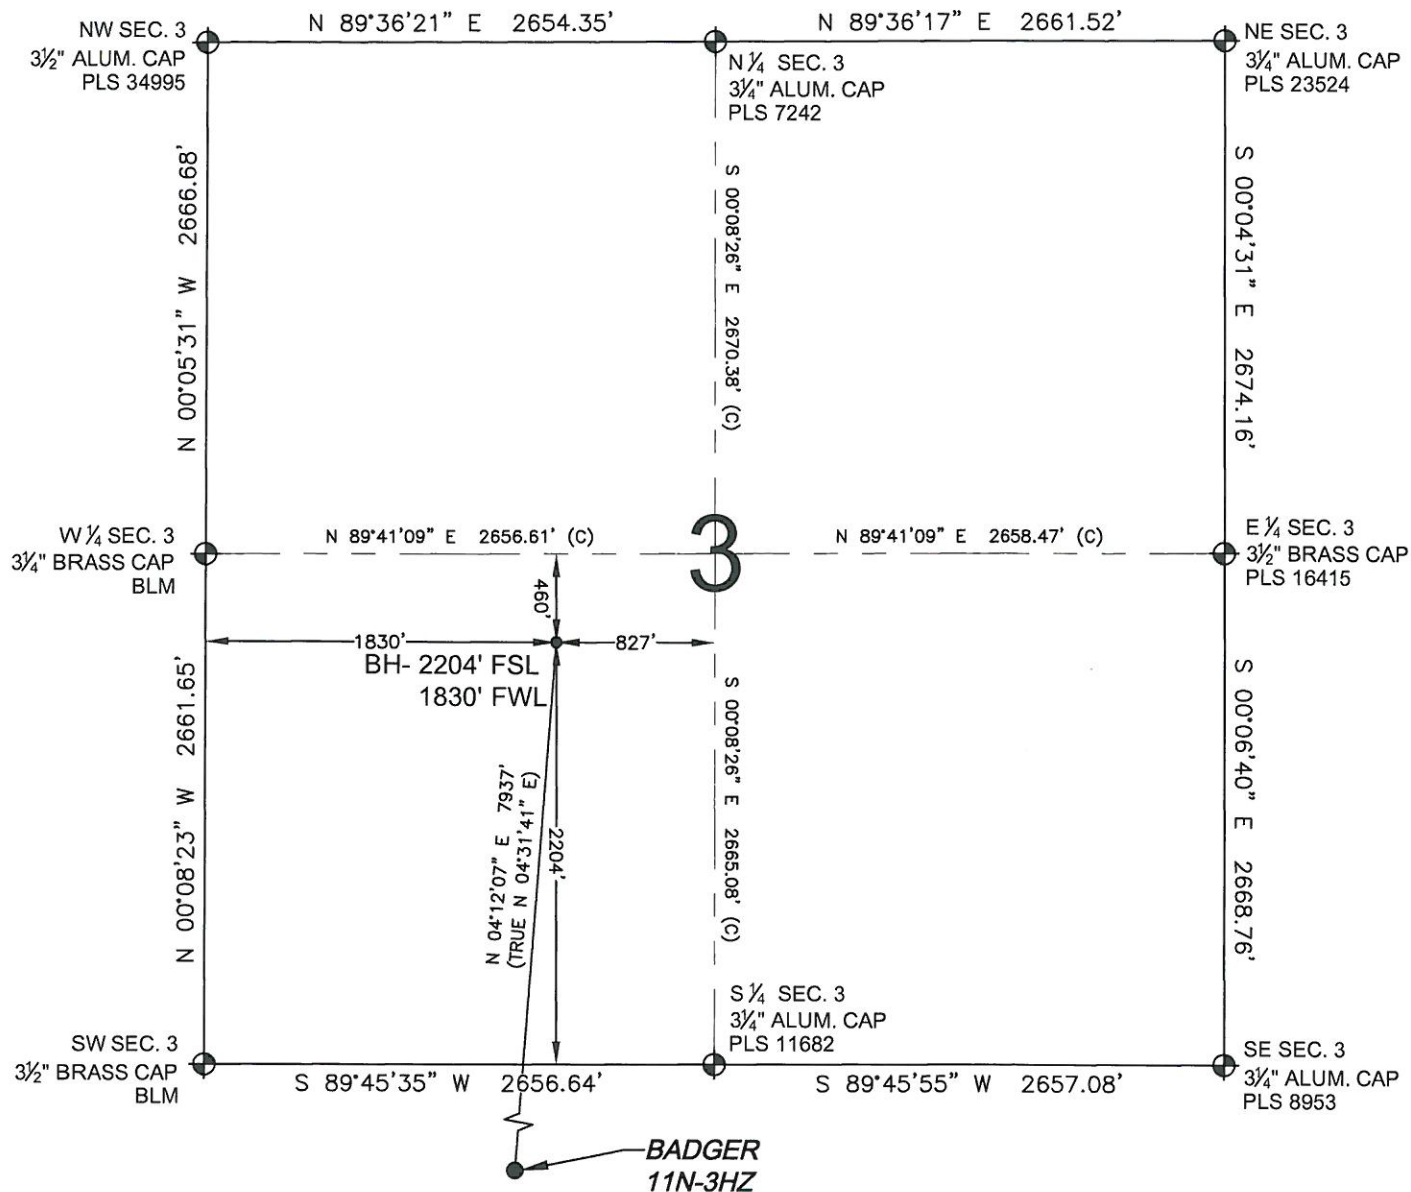 N 89°36'21" E 2654.35'
N 89°36'17" E 2661.52'
NW SEC. 3
3½" ALUM. CAP
PLS 34995
N ¼ SEC. 3
3¼" ALUM. CAP
PLS 7242
NE SEC. 3
3¼" ALUM. CAP
PLS 23524
N 00°05'31" W 2666.68'
S 00°08'26" E 2670.38' (C)
S 00°04'31" E 2674.16'
W ¼ SEC. 3
3¼" BRASS CAP
BLM
N 89°41'09" E 2656.61' (C)
3
N 89°41'09" E 2658.47' (C)
E ¼ SEC. 3
3½" BRASS CAP
PLS 16415
460'
1830'
827'
BH- 2204' FSL
1830' FWL
N 00°08'23" W 2661.65'
N 04°12'07" E 7937'
(TRUE N 04°31'41" E)
2204'
S 00°08'26" E 2665.08' (C)
S 00°06'40" E 2668.76'
SW SEC. 3
3½" BRASS CAP
BLM
S ¼ SEC. 3
3¼" ALUM. CAP
PLS 11682
SE SEC. 3
3¼" ALUM. CAP
PLS 8953
S 89°45'35" W 2656.64'
S 89°45'55" W 2657.08'
BADGER
11N-3HZ